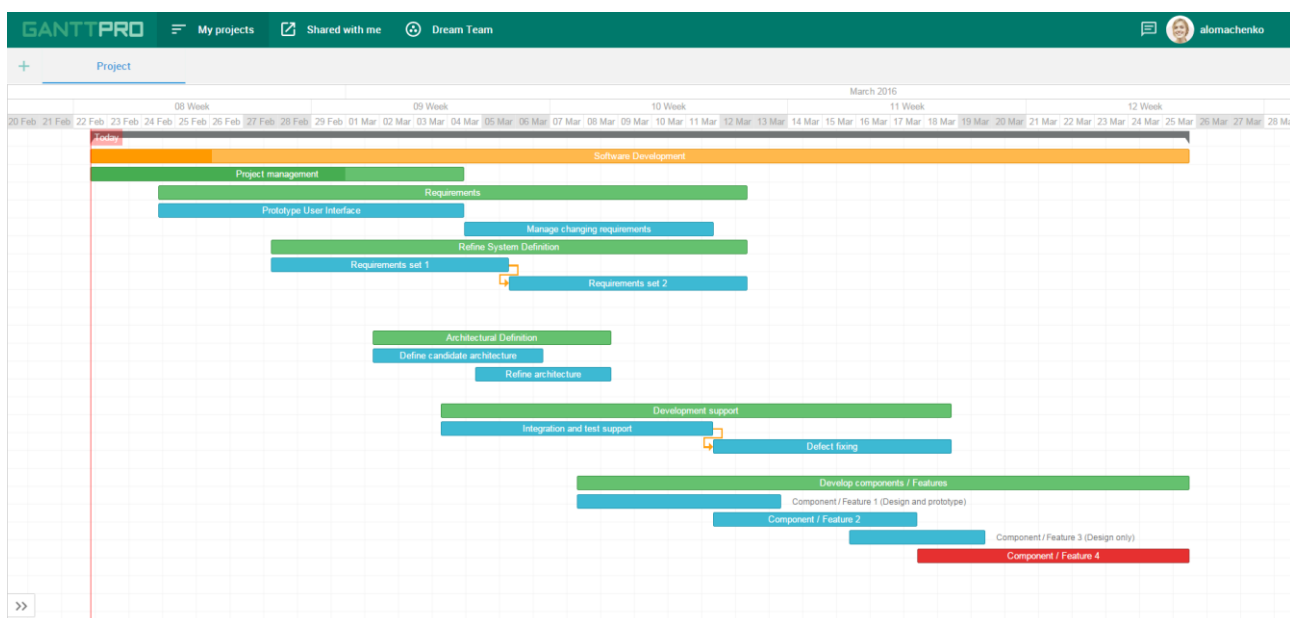 GANTTPRO My projects Shared with me Dream Team alomachenko
+ Project
March 2016
08 Week 09 Week 10 Week 11 Week 12 Week
20 Feb 21 Feb 22 Feb 23 Feb 24 Feb 25 Feb 26 Feb 27 Feb 28 Feb 29 Feb 01 Mar 02 Mar 03 Mar 04 Mar 05 Mar 06 Mar 07 Mar 08 Mar 09 Mar 10 Mar 11 Mar 12 Mar 13 Mar 14 Mar 15 Mar 16 Mar 17 Mar 18 Mar 19 Mar 20 Mar 21 Mar 22 Mar 23 Mar 24 Mar 25 Mar 26 Mar 27 Mar 28
Today
Software Development
Project management
Requirements
Prototype User Interface
Manage changing requirements
Refine System Definition
Requirements set 1
Requirements set 2
Architectural Definition
Define candidate architecture
Refine architecture
Development support
Integration and test support
Defect fixing
Develop components / Features
Component / Feature 1 (Design and prototype)
Component / Feature 2
Component / Feature 3 (Design only)
Component / Feature 4